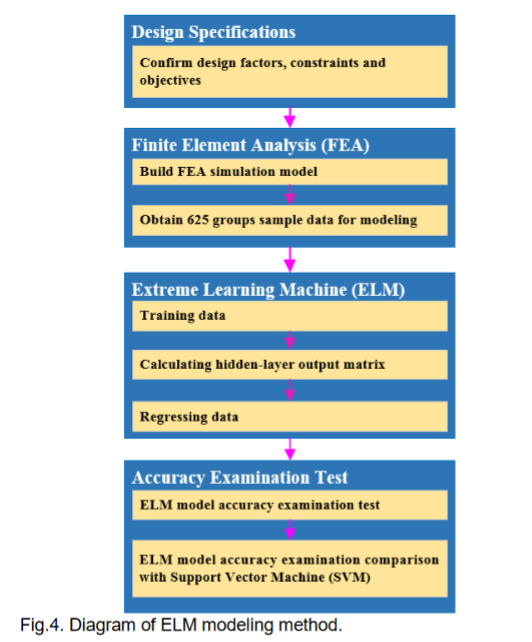 Design Specifications
Confirm design factors, constraints and
objectives
Finite Element Analysis (FEA)
Build FEA simulation model
Obtain 625 groups sample data for modeling
Extreme Learning Machine (ELM)
Training data
Calculating hidden-layer output matrix
Regressing data
Accuracy Examination Test
ELM model accuracy examination test
ELM model accuracy examination comparison
with Support Vector Machine (SVM)
Fig.4. Diagram of ELM modeling method.